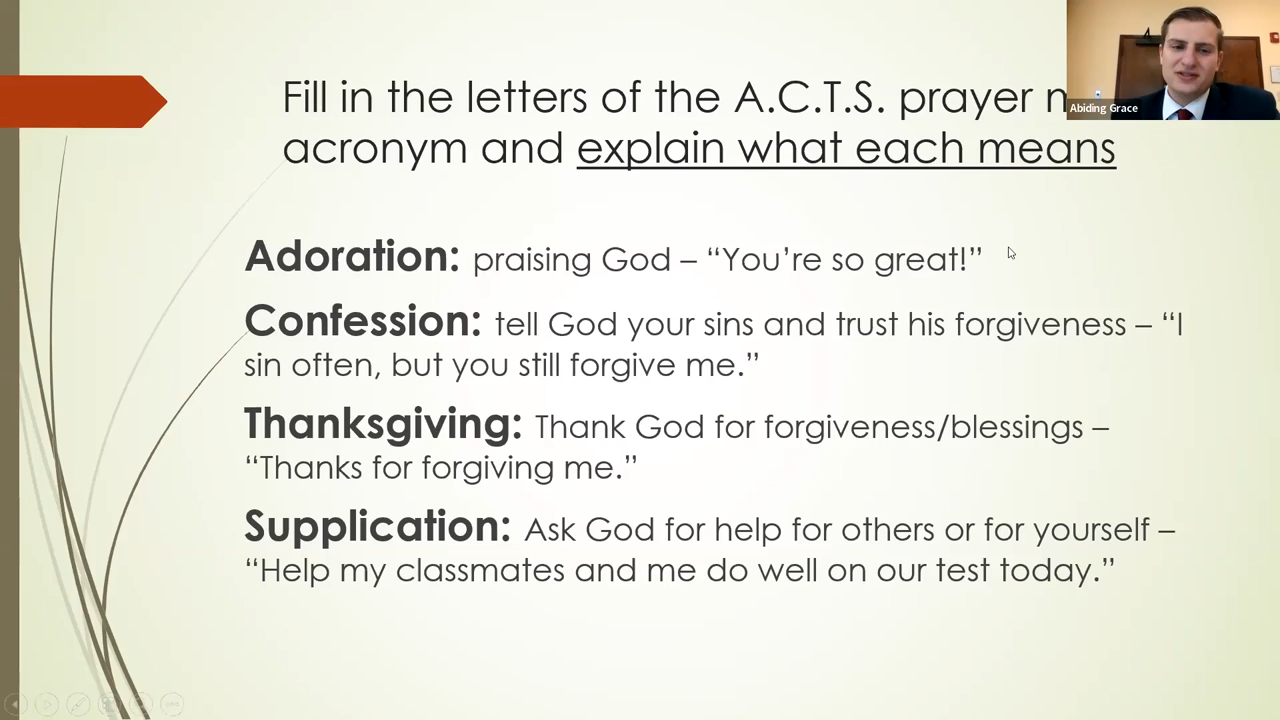 Fill in the letters of the A.C.T.S. prayer
acronym and explain what each means
Abiding Grace
Adoration: praising God – “You’re so great!”
Confession: tell God your sins and trust his forgiveness – “I
sin often, but you still forgive me.”
Thanksgiving: Thank God for forgiveness/blessings –
“Thanks for forgiving me.”
Supplication: Ask God for help for others or for yourself –
“Help my classmates and me do well on our test today.”